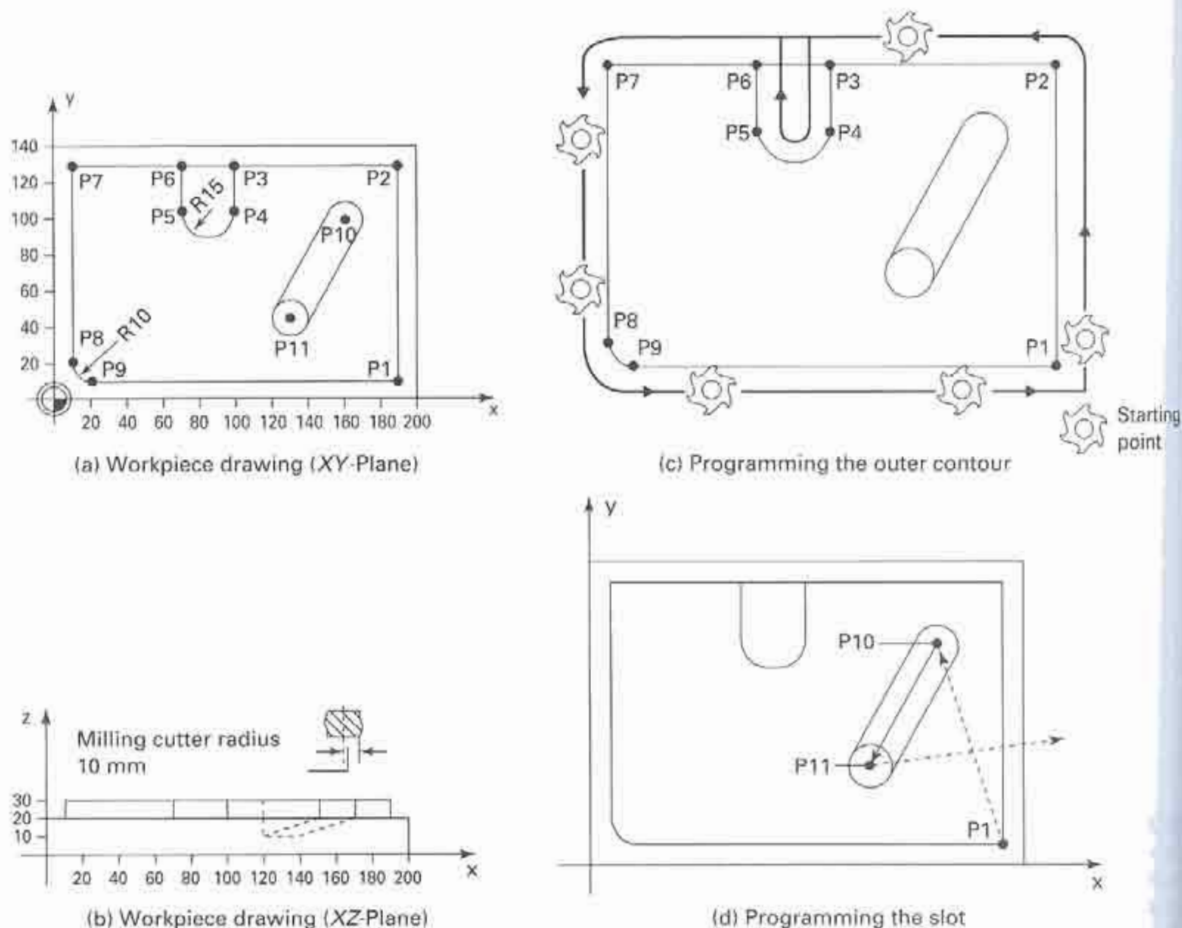 y
140
120
100
80
60
40
20
P7
P6
P3
P2
R15
P5
P4
P10
P8
R10
P11
P9
P1
20 40 60 80 100 120 140 160 180 200
x
(a) Workpiece drawing (XY-Plane)
P7
P6
P3
P2
P5
P4
P8
P9
P1
Starting
point
(c) Programming the outer contour
z
Milling cutter radius
10 mm
30
20
10
20 40 60 80 100 120 140 160 180 200
x
(b) Workpiece drawing (XZ-Plane)
y
P10
P11
P1
x
(d) Programming the slot